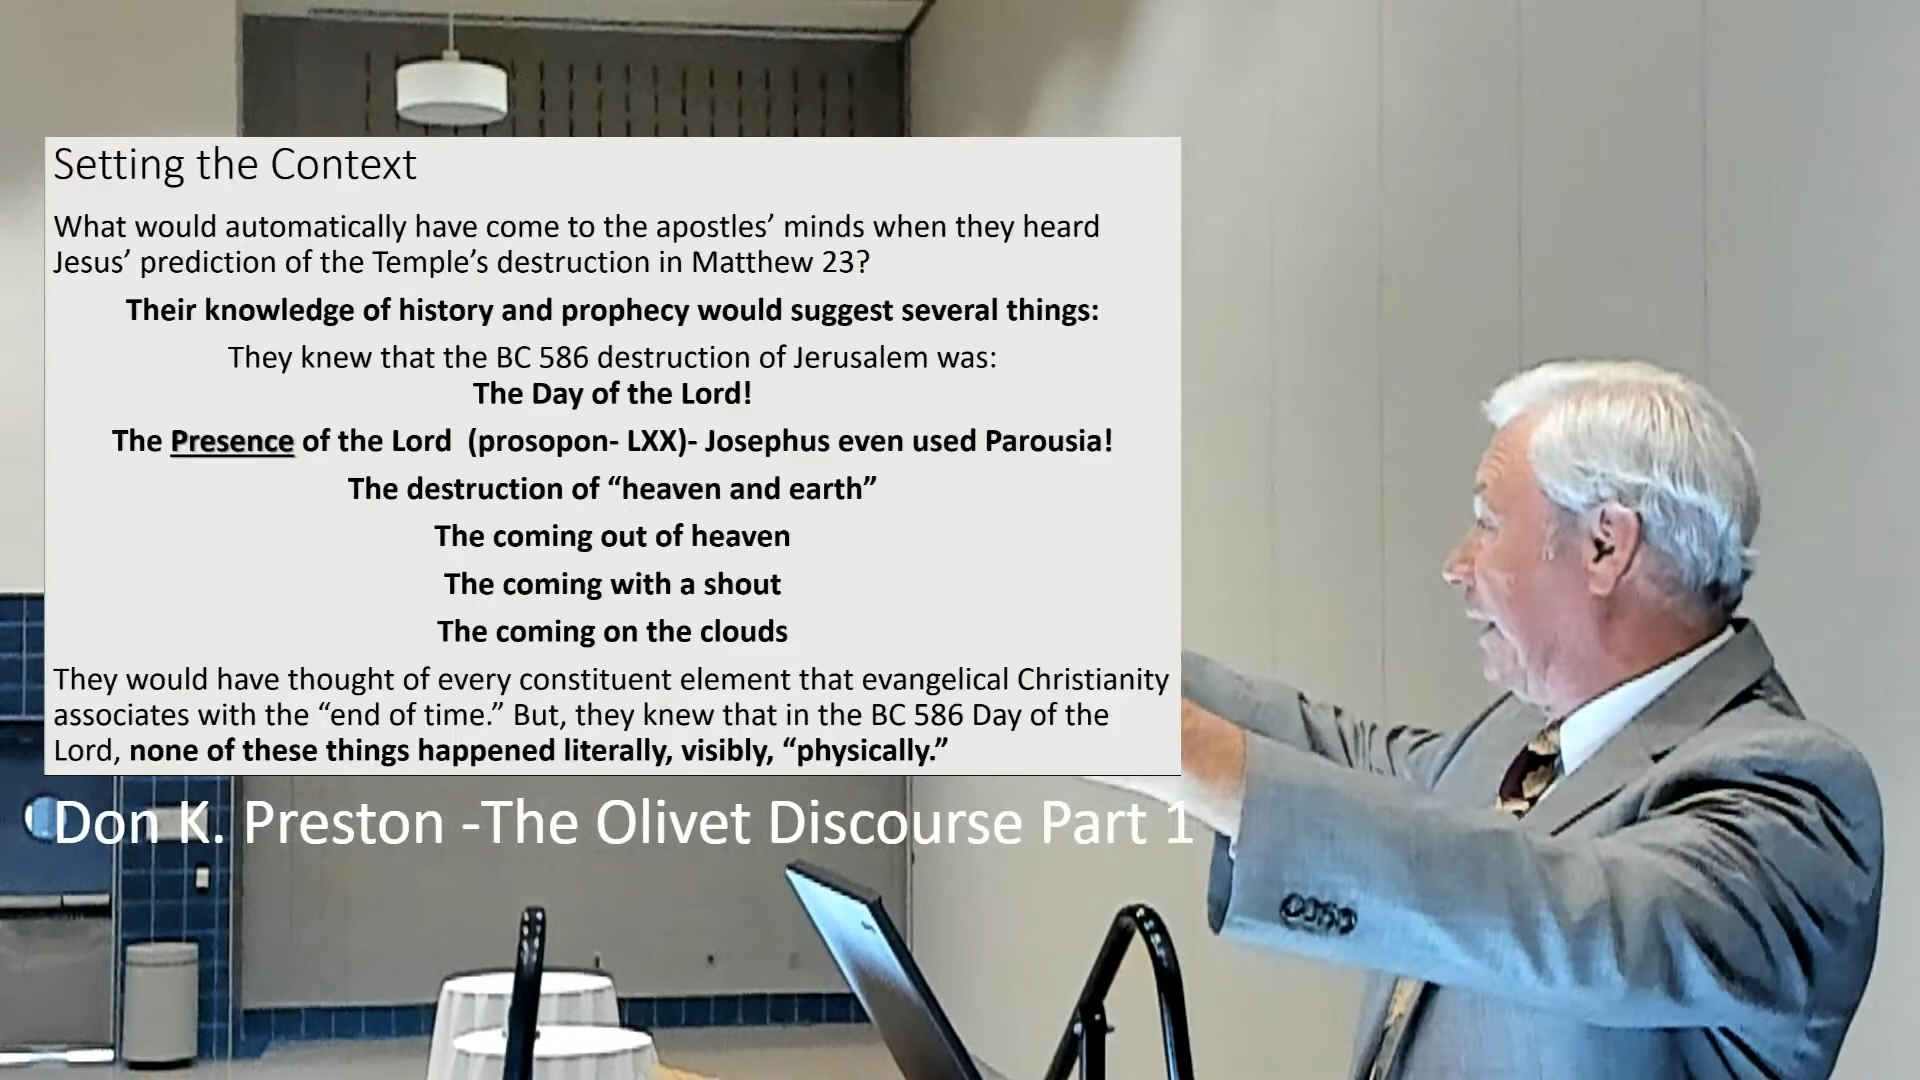 Setting the Context
What would automatically have come to the apostles’ minds when they heard
Jesus’ prediction of the Temple’s destruction in Matthew 23?
Their knowledge of history and prophecy would suggest several things:
They knew that the BC 586 destruction of Jerusalem was:
The Day of the Lord!
The Presence of the Lord (prosopon- LXX)- Josephus even used Parousia!
The destruction of “heaven and earth”
The coming out of heaven
The coming with a shout
The coming on the clouds
They would have thought of every constituent element that evangelical Christianity
associates with the “end of time.” But, they knew that in the BC 586 Day of the
Lord, none of these things happened literally, visibly, “physically.”
Don K. Preston -The Olivet Discourse Part 1